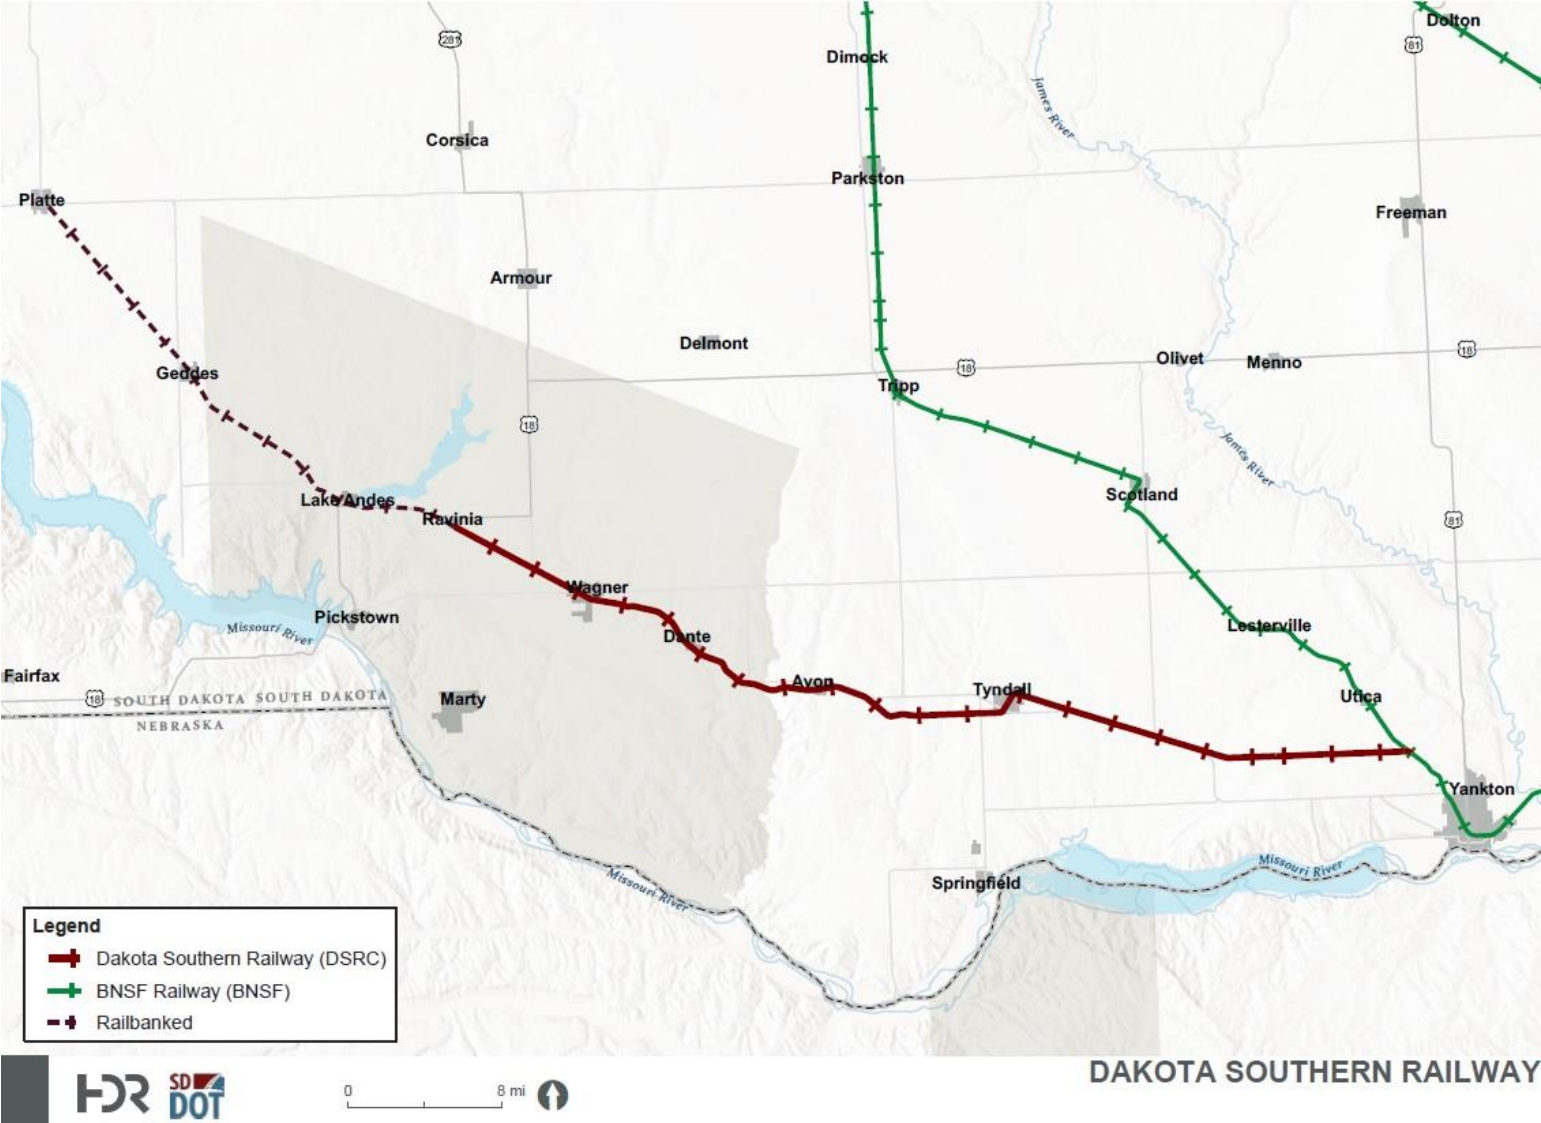 Dolton
281
81
Dimock
James River
Corsica
Parkston
Platte
Freeman
Armour
Delmont
Olivet
Menno
18
18
Geddes
Tripp
18
James River
Lake Andes
Scotland
Ravinia
81
Wagner
Pickstown
Missouri River
Lesterville
Dante
Fairfax
Avon
Tyndall
Utica
18
SOUTH DAKOTA SOUTH DAKOTA
Marty
NEBRASKA
Yankton
Missouri River
Missouri River
Springfield
Legend
Dakota Southern Railway (DSRC)
BNSF Railway (BNSF)
Railbanked
HDR
SD
DOT
0 8 mi
DAKOTA SOUTHERN RAILWAY